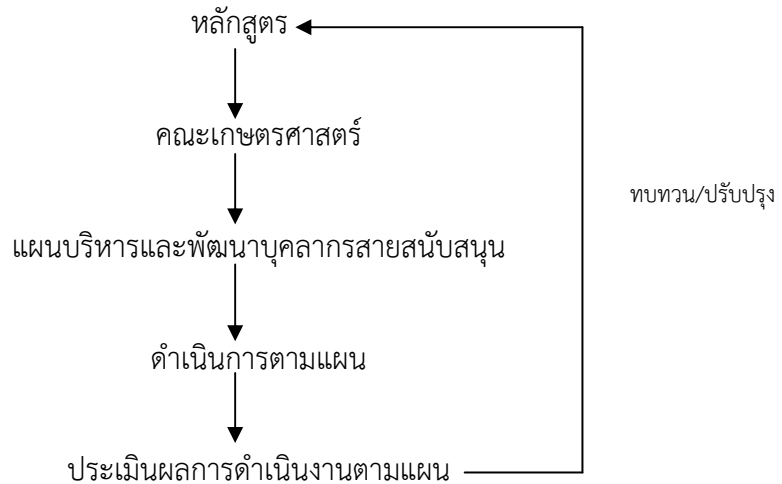 หลักสูตร
คณะเกษตรศาสตร์
ทบทวน/ปรับปรุง
แผนบริหารและพัฒนาบุคลากรสายสนับสนุน
ดำเนินการตามแผน
ประเมินผลการดำเนินงานตามแผน